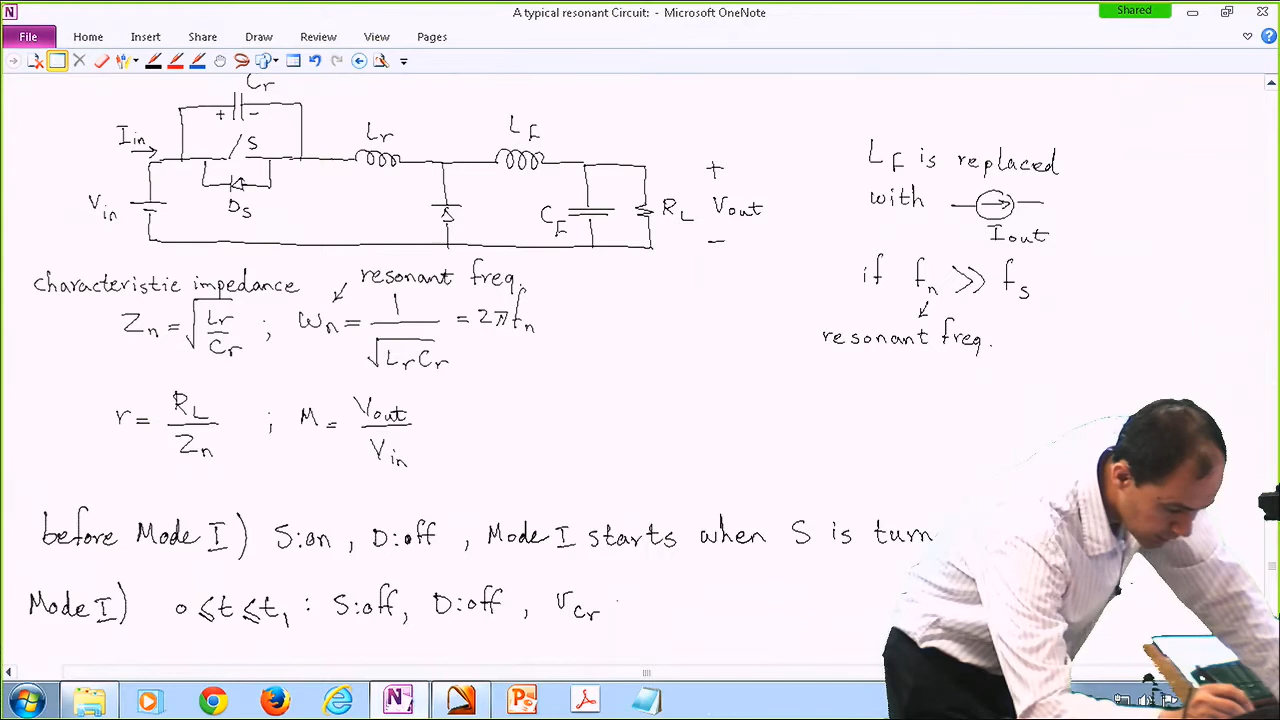 A typical resonant Circuit: - Microsoft OneNote
Shared
File Home Insert Share Draw Review View Pages
Cr
+ -
Iin
S
Lr
LF
Vin
Ds
CF
RL
+
Vout
-
LF is replaced
with
Iout
if fn >> fs
resonant freq.
characteristic impedance
resonant freq.
Zn = √(Lr/Cr) ; ωn = 1/√(LrCr) = 2πfn
r = RL/Zn ; M = Vout/Vin
before Mode I) S:on , D:off , Mode I starts when S is turn
Mode I) 0 ≤ t ≤ t1 : S:off, D:off , vcr